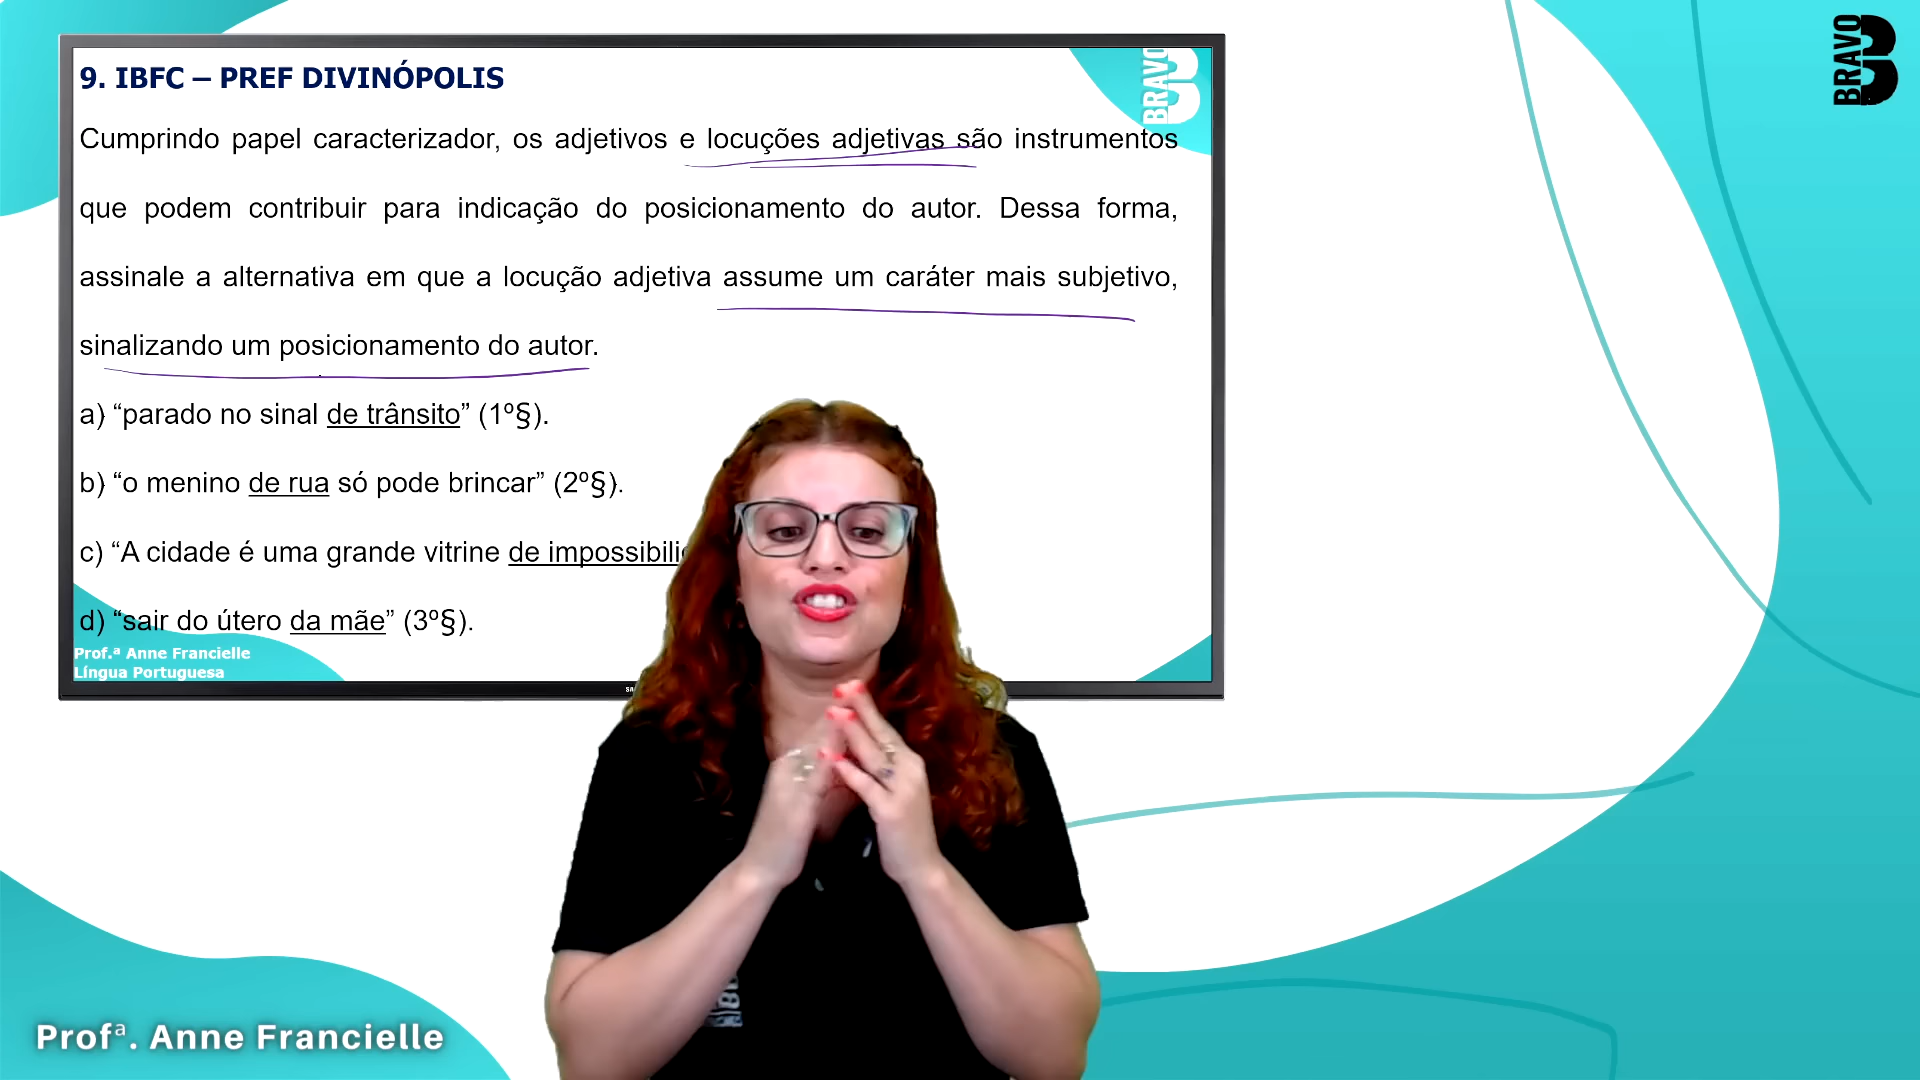 BRAVO
9. IBFC – PREF DIVINÓPOLIS
BRAVO
Cumprindo papel caracterizador, os adjetivos e locuções adjetivas são instrumentos
que podem contribuir para indicação do posicionamento do autor. Dessa forma,
assinale a alternativa em que a locução adjetiva assume um caráter mais subjetivo,
sinalizando um posicionamento do autor.
a) “parado no sinal de trânsito” (1º§).
b) “o menino de rua só pode brincar” (2º§).
c) “A cidade é uma grande vitrine de
d) “sair do útero da mãe” (3º§).
Prof.ª Anne Francielle
Língua Portuguesa
Profª. Anne Francielle